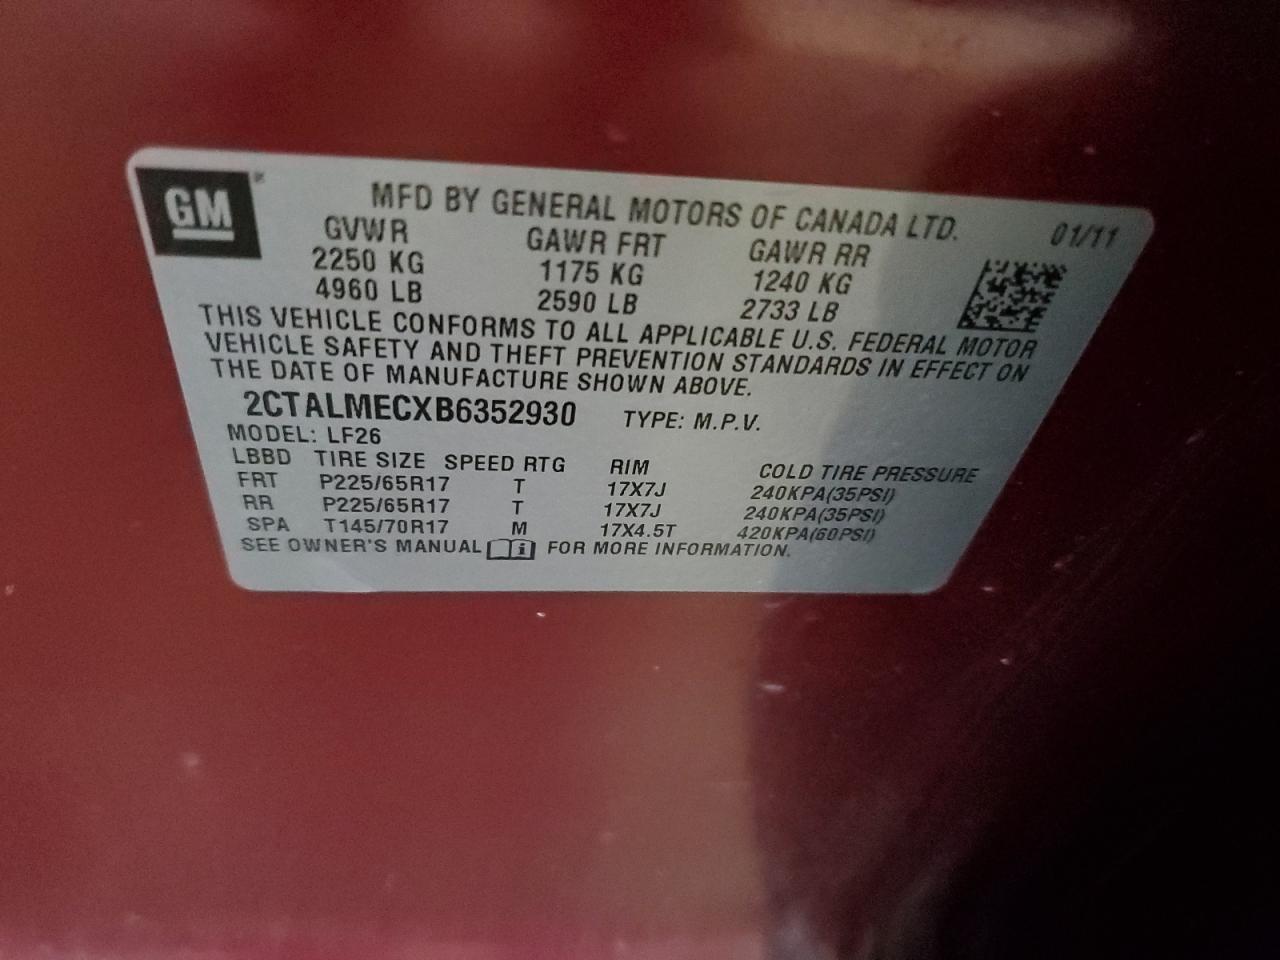 GM
MFD BY GENERAL MOTORS OF CANADA LTD. 01/11
GVWR GAWR FRT GAWR RR
2250 KG 1175 KG 1240 KG
4960 LB 2590 LB 2733 LB
THIS VEHICLE CONFORMS TO ALL APPLICABLE U.S. FEDERAL MOTOR
VEHICLE SAFETY AND THEFT PREVENTION STANDARDS IN EFFECT ON
THE DATE OF MANUFACTURE SHOWN ABOVE.
2CTALMECXB6352930 TYPE: M.P.V.
MODEL: LF26
LBBD TIRE SIZE SPEED RTG RIM COLD TIRE PRESSURE
FRT P225/65R17 T 17X7J 240KPA(35PSI)
RR P225/65R17 T 17X7J 240KPA(35PSI)
SPA T145/70R17 M 17X4.5T 420KPA(60PSI)
SEE OWNER'S MANUAL i FOR MORE INFORMATION.